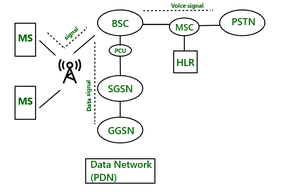 Voice signal
BSC
MSC
PSTN
MS
signal
PCU
HLR
Data signal
SGSN
MS
GGSN
Data Network
(PDN)